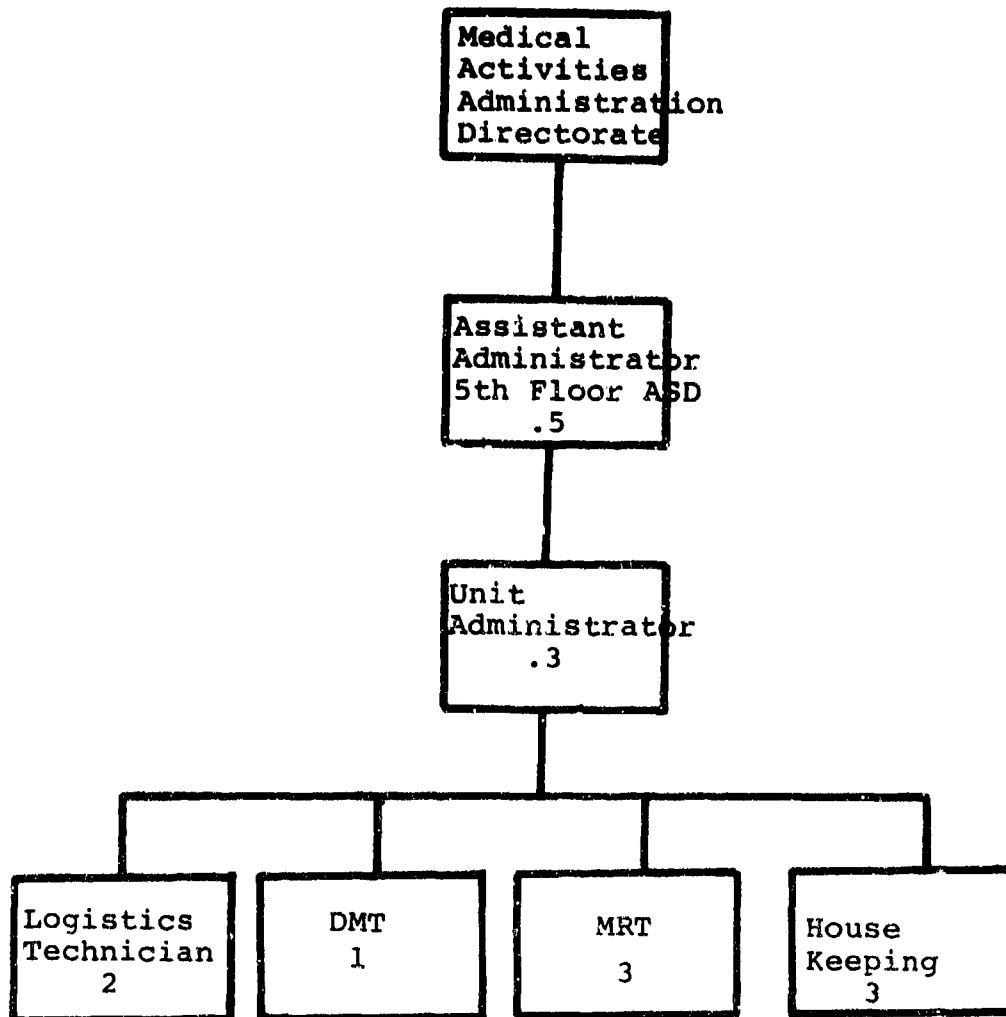 Medical
Activities
Administration
Directorate
Assistant
Administrator
5th Floor ASD
.5
Unit
Administrator
.3
Logistics
Technician
2
DMT
1
MRT
3
House
Keeping
3